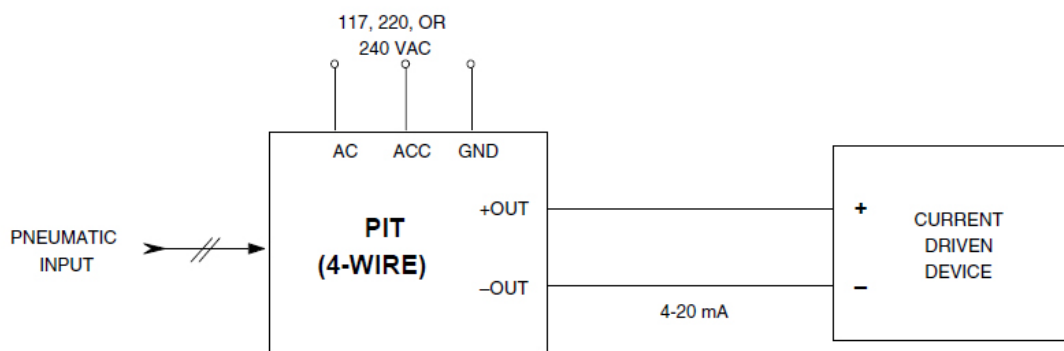 117, 220, OR
240 VAC
AC ACC GND
+OUT
PIT
(4-WIRE)
–OUT
PNEUMATIC
INPUT
4-20 mA
+
CURRENT
DRIVEN
DEVICE
–